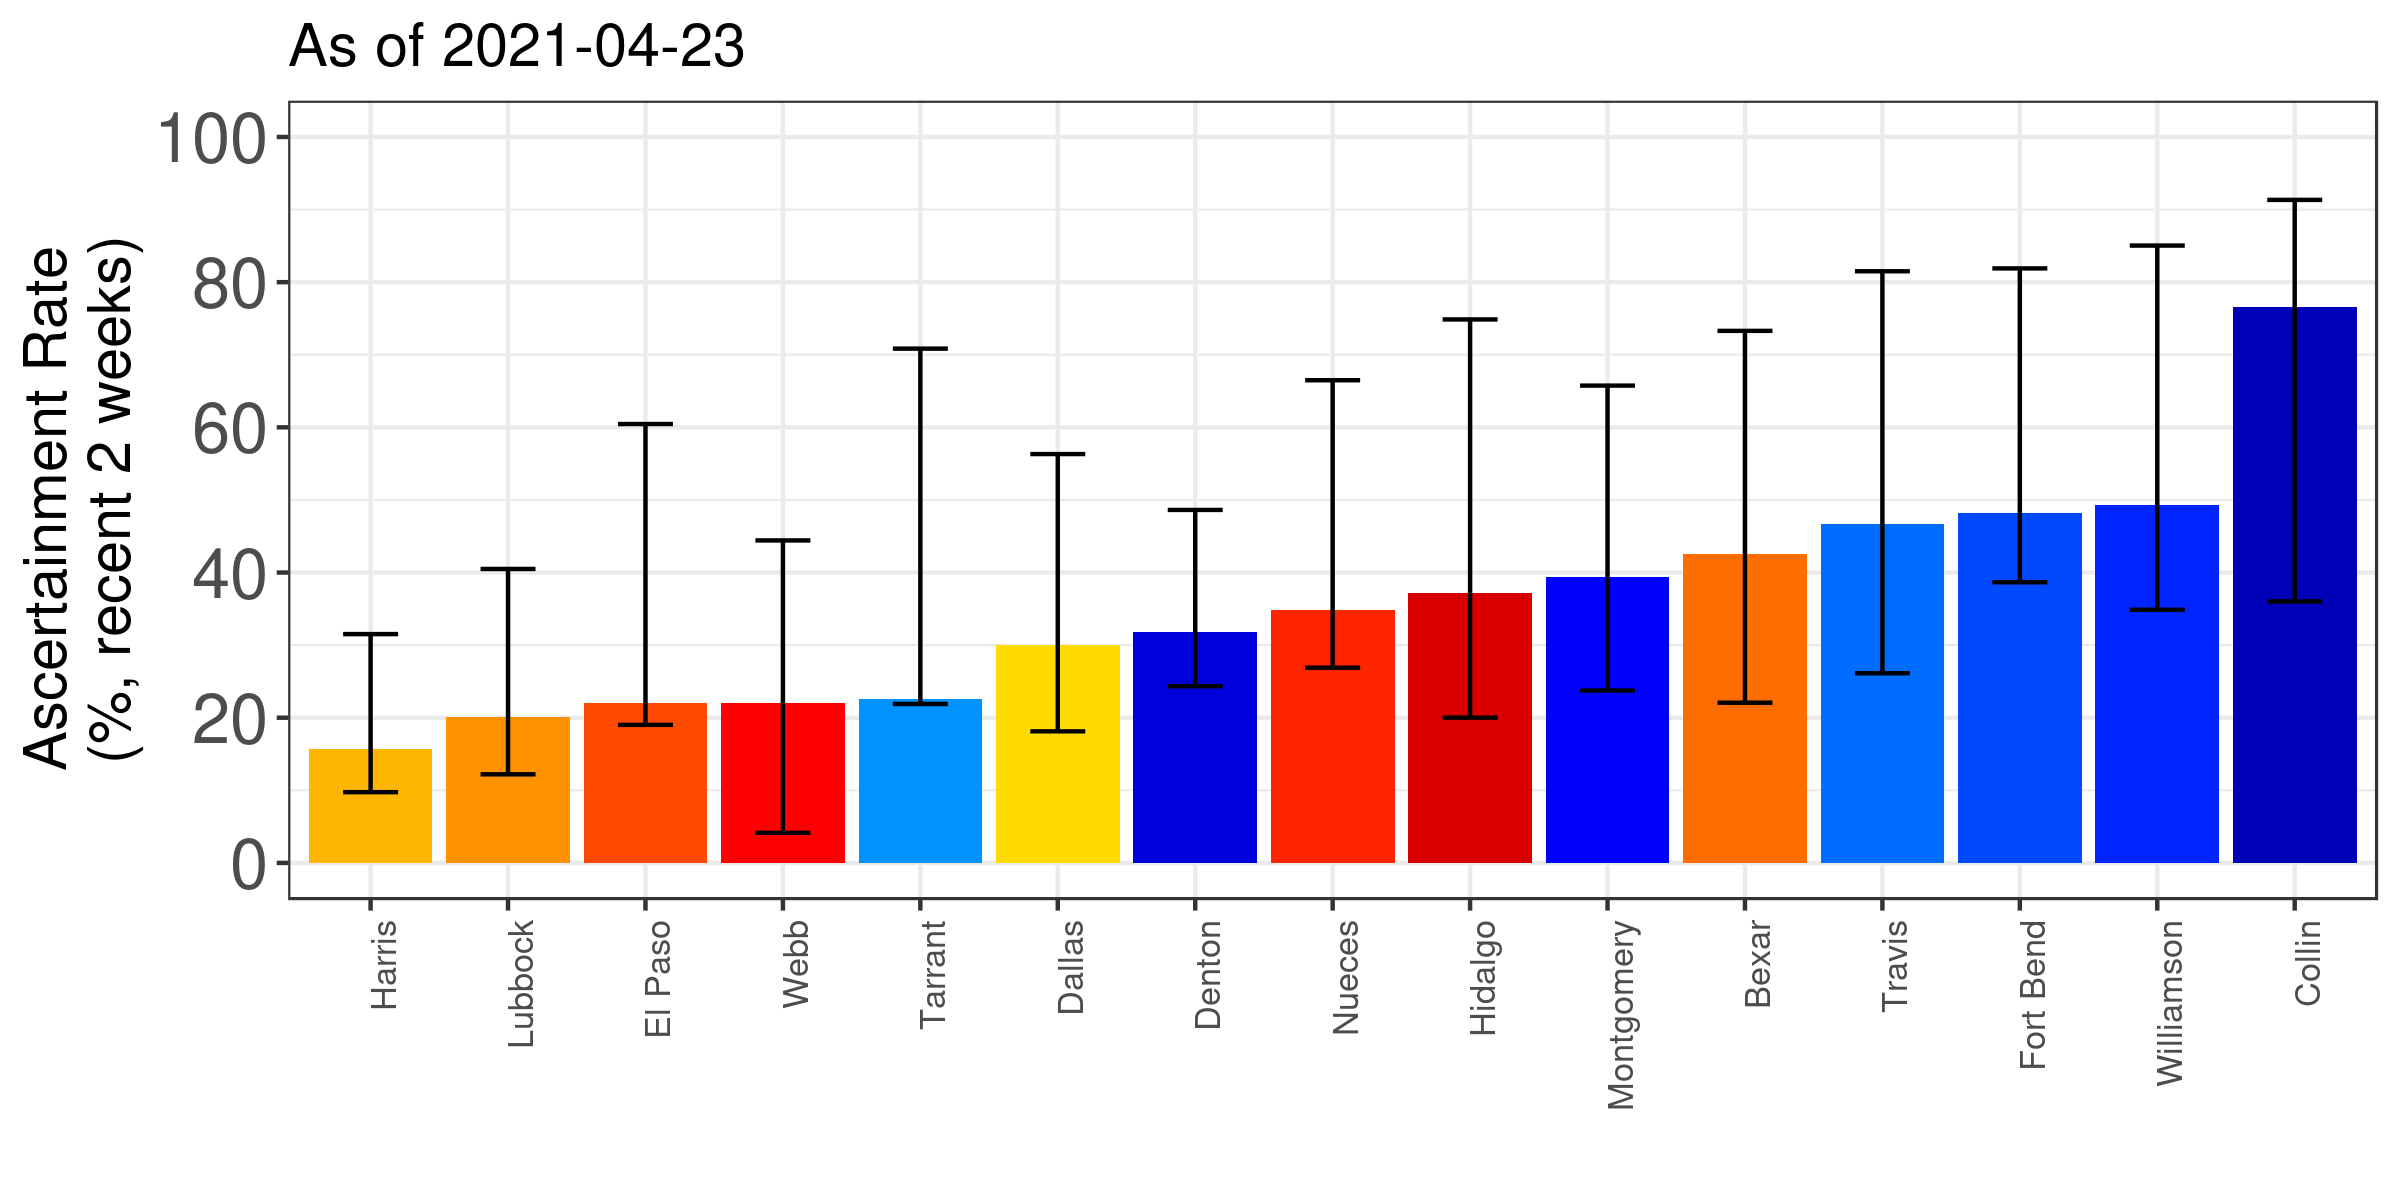 As of 2021-04-23
Ascertainment Rate
(%, recent 2 weeks)
100
80
60
40
20
0
Harris
Lubbock
El Paso
Webb
Tarrant
Dallas
Denton
Nueces
Hidalgo
Montgomery
Bexar
Travis
Fort Bend
Williamson
Collin